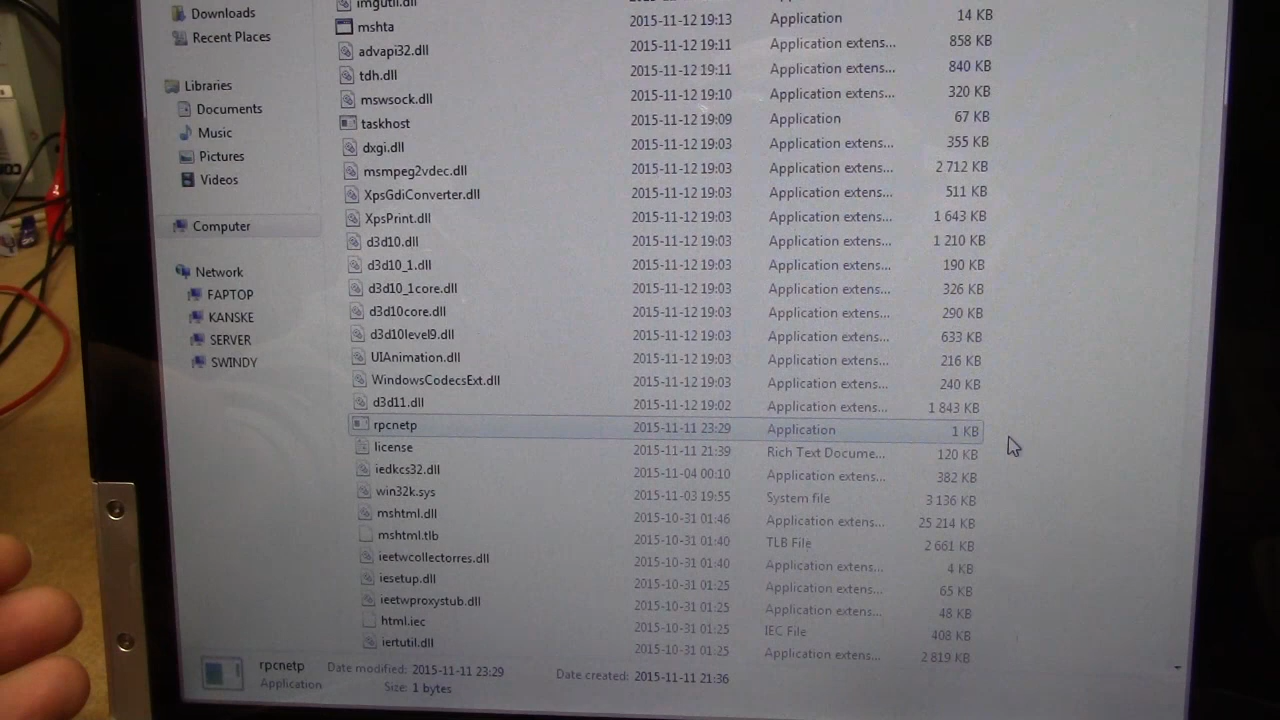 Downloads
Recent Places
Libraries
Documents
Music
Pictures
Videos
Computer
Network
FAPTOP
KANSKE
SERVER
SWINDY
imgutil.dll
mshta 2015-11-12 19:13 Application 14 KB
advapi32.dll 2015-11-12 19:11 Application extens... 858 KB
tdh.dll 2015-11-12 19:11 Application extens... 840 KB
mswsock.dll 2015-11-12 19:10 Application extens... 320 KB
taskhost 2015-11-12 19:09 Application 67 KB
dxgi.dll 2015-11-12 19:03 Application extens... 355 KB
msmpeg2vdec.dll 2015-11-12 19:03 Application extens... 2 712 KB
XpsGdiConverter.dll 2015-11-12 19:03 Application extens... 511 KB
XpsPrint.dll 2015-11-12 19:03 Application extens... 1 643 KB
d3d10.dll 2015-11-12 19:03 Application extens... 1 210 KB
d3d10_1.dll 2015-11-12 19:03 Application extens... 190 KB
d3d10_1core.dll 2015-11-12 19:03 Application extens... 326 KB
d3d10core.dll 2015-11-12 19:03 Application extens... 290 KB
d3d10level9.dll 2015-11-12 19:03 Application extens... 633 KB
UIAnimation.dll 2015-11-12 19:03 Application extens... 216 KB
WindowsCodecsExt.dll 2015-11-12 19:03 Application extens... 240 KB
d3d11.dll 2015-11-12 19:02 Application extens... 1 843 KB
rpcnetp 2015-11-11 23:29 Application 1 KB
license 2015-11-11 21:39 Rich Text Docume... 120 KB
iedkcs32.dll 2015-11-04 00:10 Application extens... 382 KB
win32k.sys 2015-11-03 19:55 System file 3 136 KB
mshtml.dll 2015-10-31 01:46 Application extens... 25 214 KB
mshtml.tlb 2015-10-31 01:40 TLB File 2 661 KB
ieetwcollectorres.dll 2015-10-31 01:40 Application extens... 4 KB
iesetup.dll 2015-10-31 01:25 Application extens... 65 KB
ieetwproxystub.dll 2015-10-31 01:25 Application extens... 48 KB
html.iec 2015-10-31 01:25 IEC File 408 KB
iertutil.dll 2015-10-31 01:25 Application extens... 2 819 KB
rpcnetp Date modified: 2015-11-11 23:29 Date created: 2015-11-11 21:36
Application Size: 1 bytes